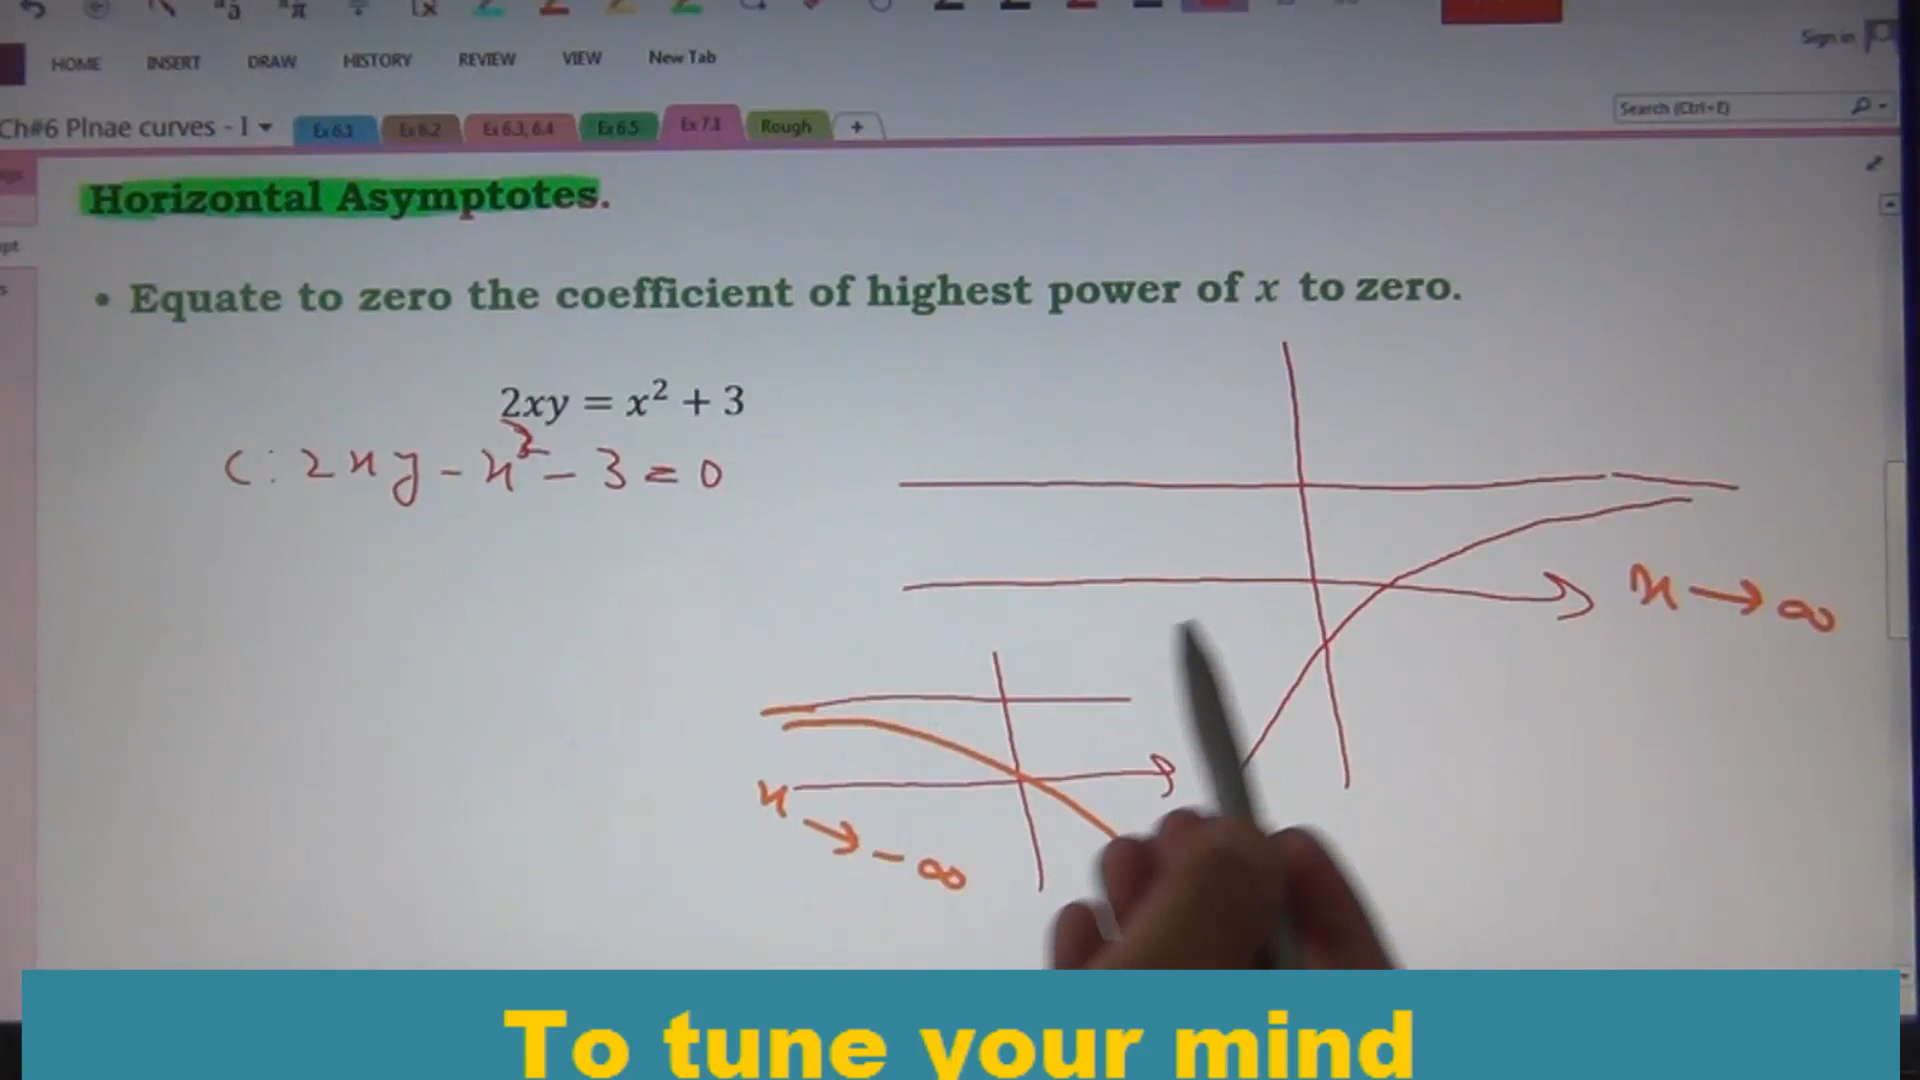 Sign in
HOME INSERT DRAW HISTORY REVIEW VIEW New Tab
Search (Ctrl+E)
Ch#6 Plnae curves - I Ex 6.1 Ex 6.2 Ex 6.3, 6.4 Ex 6.5 Ex 7.1 Rough +
Horizontal Asymptotes.
• Equate to zero the coefficient of highest power of x to zero.
2xy = x² + 3
C: 2xy - x² - 3 = 0
x → ∞
x → - ∞
To tune your mind